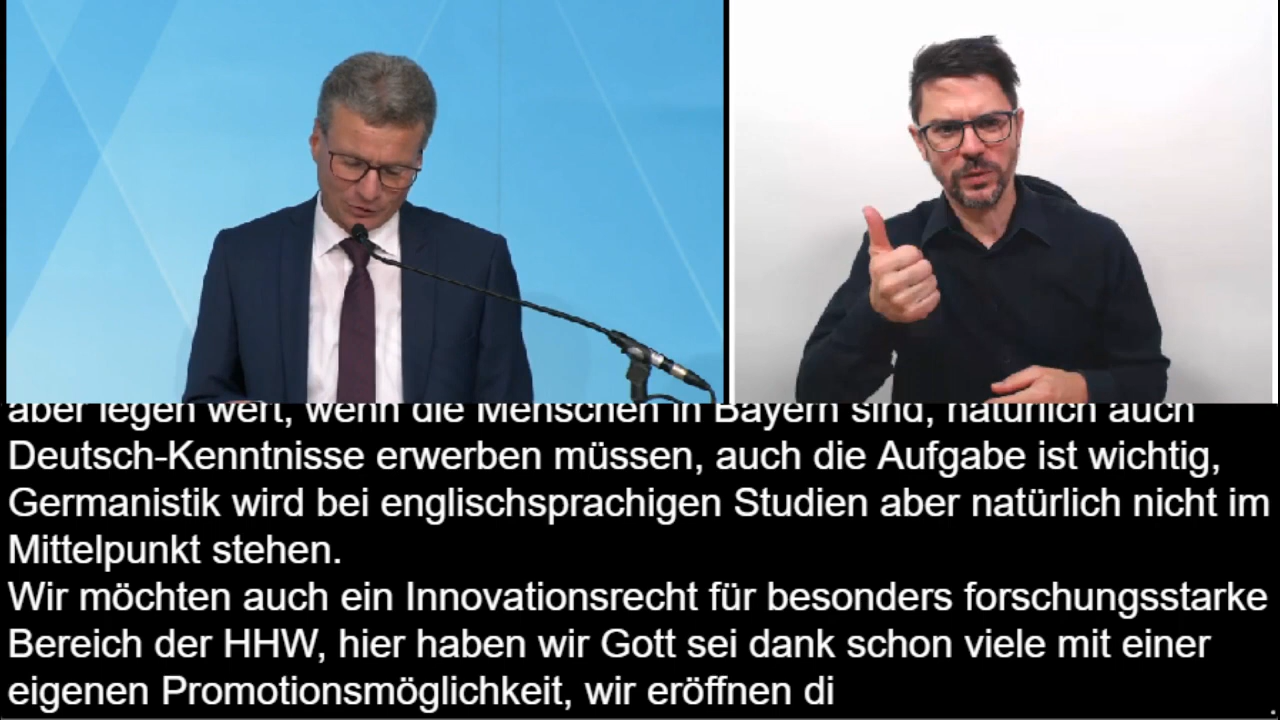 aber legen wert, wenn die Menschen in Bayern sind, natürlich auch
Deutsch-Kenntnisse erwerben müssen, auch die Aufgabe ist wichtig,
Germanistik wird bei englischsprachigen Studien aber natürlich nicht im
Mittelpunkt stehen.
Wir möchten auch ein Innovationsrecht für besonders forschungsstarke
Bereich der HHW, hier haben wir Gott sei dank schon viele mit einer
eigenen Promotionsmöglichkeit, wir eröffnen di